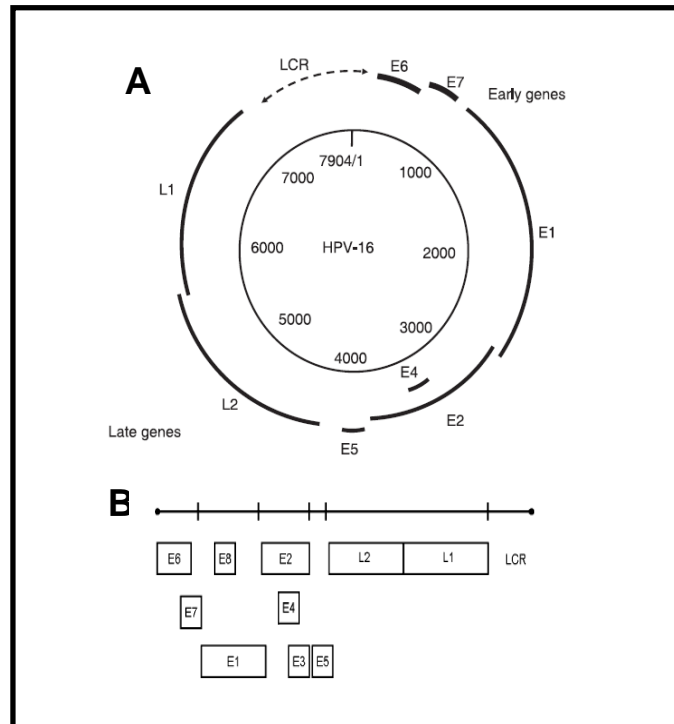 A
LCR
E6
E7
Early genes
7904/1
7000
1000
L1
E1
6000
HPV-16
2000
5000
3000
4000
E4
L2
E2
Late genes
E5
B
E6 E8 E2 L2 L1 LCR
E7 E4
E1 E3 E5